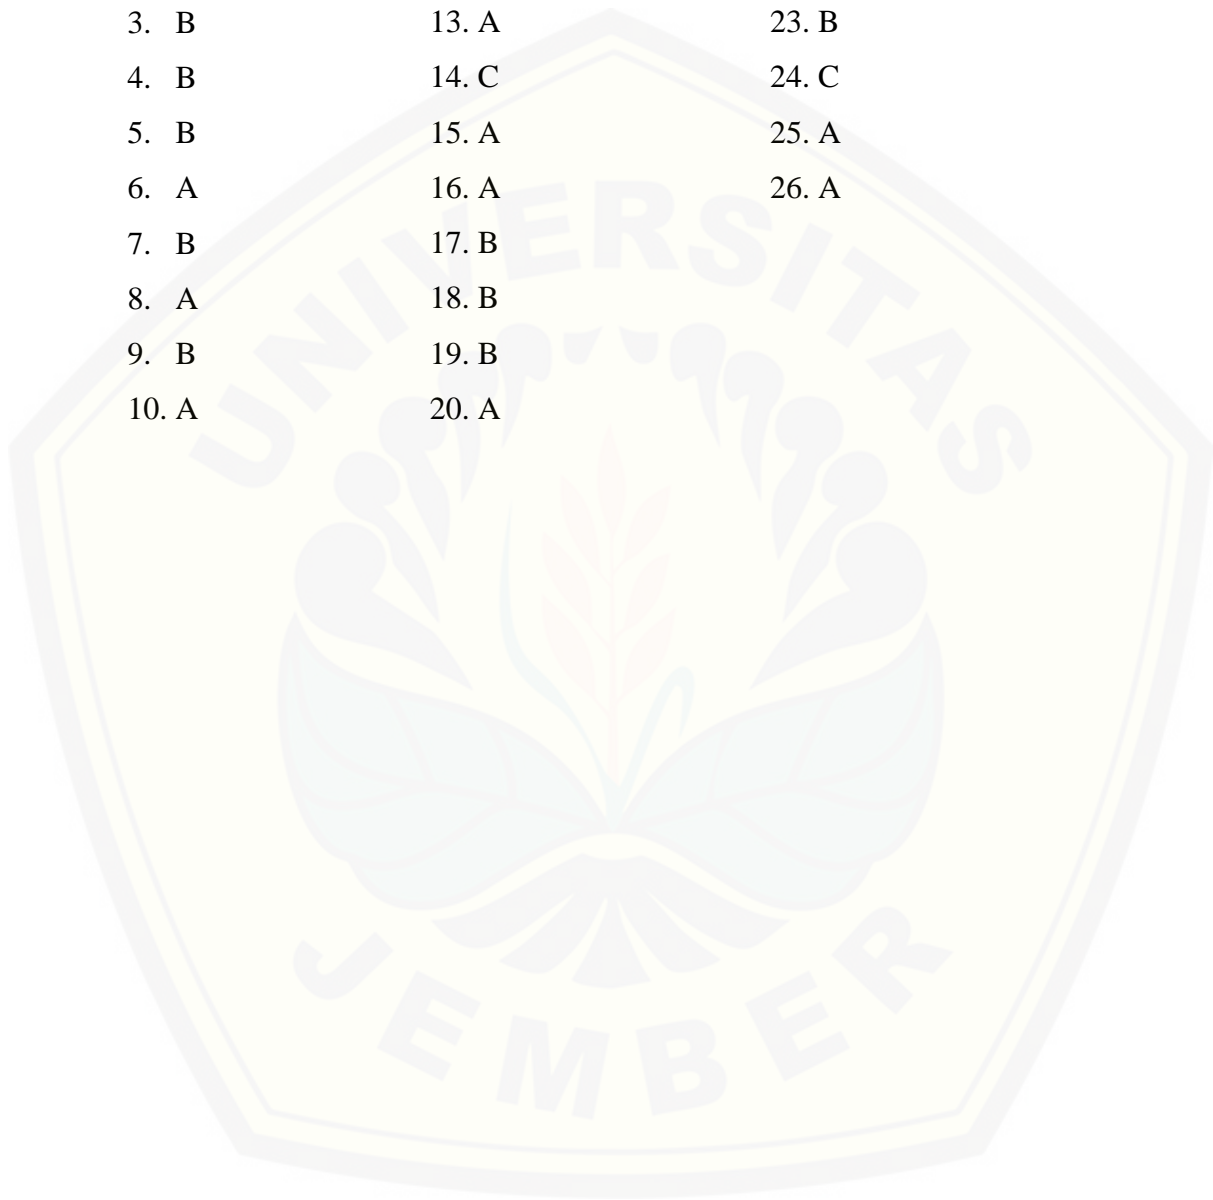 3. B
4. B
5. B
6. A
7. B
8. A
9. B
10. A
13. A
14. C
15. A
16. A
17. B
18. B
19. B
20. A
23. B
24. C
25. A
26. A
UNIVERSITAS
JEMBER